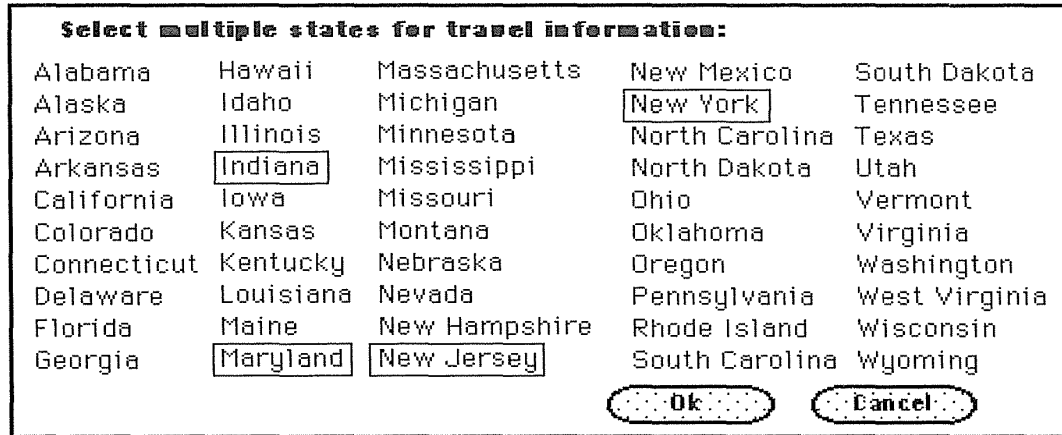 Select multiple states for travel information:
Alabama Hawaii Massachusetts New Mexico South Dakota
Alaska Idaho Michigan New York Tennessee
Arizona Illinois Minnesota North Carolina Texas
Arkansas Indiana Mississippi North Dakota Utah
California Iowa Missouri Ohio Vermont
Colorado Kansas Montana Oklahoma Virginia
Connecticut Kentucky Nebraska Oregon Washington
Delaware Louisiana Nevada Pennsylvania West Virginia
Florida Maine New Hampshire Rhode Island Wisconsin
Georgia Maryland New Jersey South Carolina Wyoming
Ok Cancel